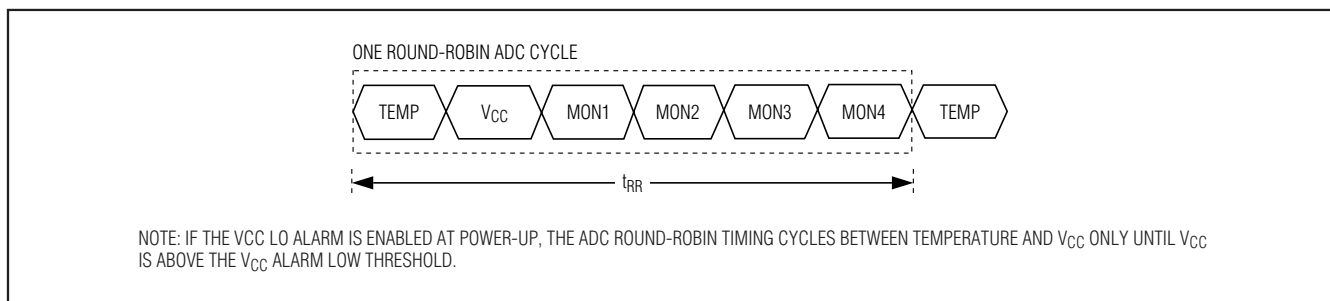 ONE ROUND-ROBIN ADC CYCLE
TEMP VCC MON1 MON2 MON3 MON4 TEMP
tRR
NOTE: IF THE VCC LO ALARM IS ENABLED AT POWER-UP, THE ADC ROUND-ROBIN TIMING CYCLES BETWEEN TEMPERATURE AND VCC ONLY UNTIL VCC
IS ABOVE THE VCC ALARM LOW THRESHOLD.